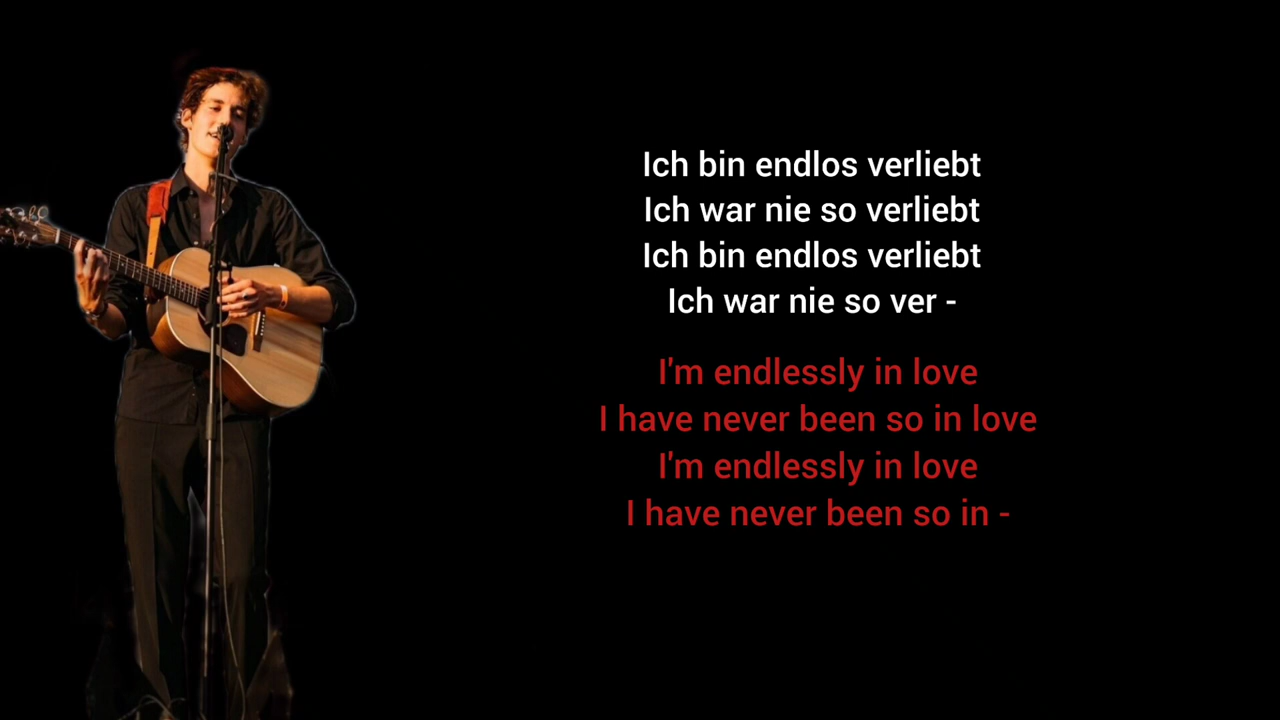 Ich bin endlos verliebt
Ich war nie so verliebt
Ich bin endlos verliebt
Ich war nie so ver -
I'm endlessly in love
I have never been so in love
I'm endlessly in love
I have never been so in -